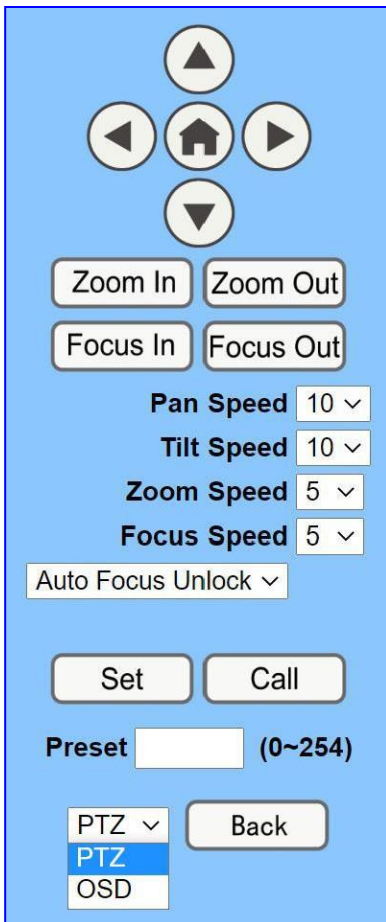 Zoom In Zoom Out
Focus In Focus Out
Pan Speed 10
Tilt Speed 10
Zoom Speed 5
Focus Speed 5
Auto Focus Unlock
Set Call
Preset (0~254)
PTZ Back
PTZ
OSD